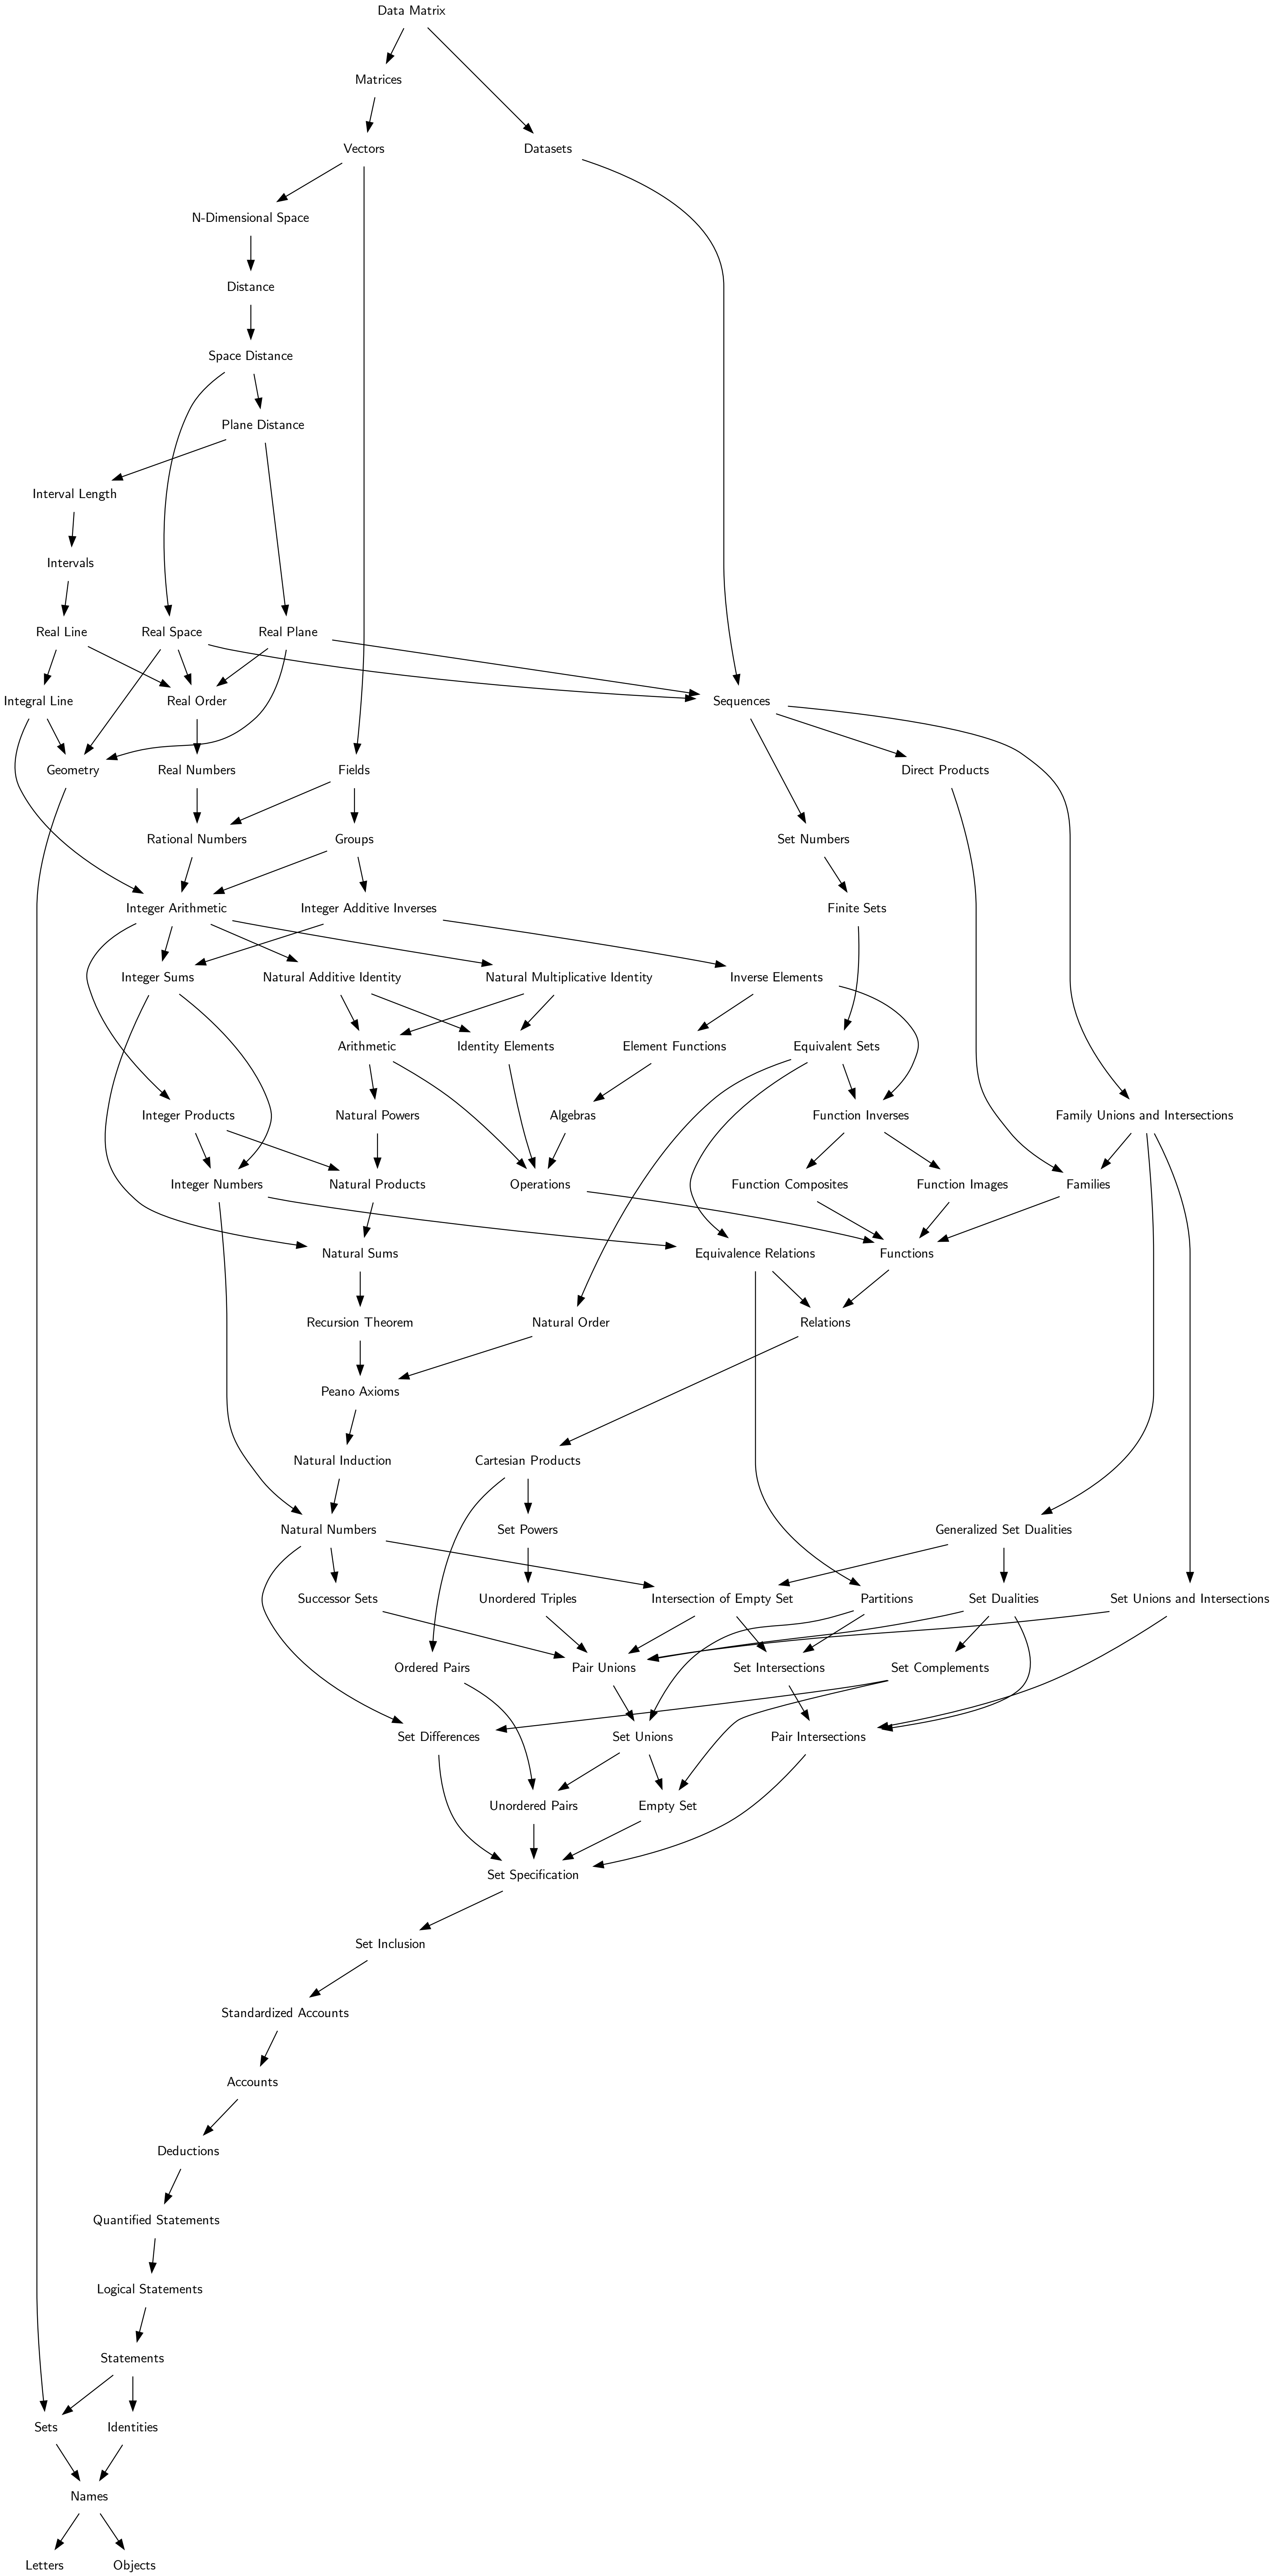 Data Matrix
Matrices
Vectors
Datasets
N-Dimensional Space
Distance
Space Distance
Plane Distance
Interval Length
Intervals
Real Line
Real Space
Real Plane
Integral Line
Real Order
Sequences
Geometry
Real Numbers
Fields
Direct Products
Rational Numbers
Groups
Set Numbers
Integer Arithmetic
Integer Additive Inverses
Finite Sets
Integer Sums
Natural Additive Identity
Natural Multiplicative Identity
Inverse Elements
Arithmetic
Identity Elements
Element Functions
Equivalent Sets
Integer Products
Natural Powers
Algebras
Function Inverses
Family Unions and Intersections
Integer Numbers
Natural Products
Operations
Function Composites
Function Images
Families
Natural Sums
Equivalence Relations
Functions
Recursion Theorem
Natural Order
Relations
Peano Axioms
Natural Induction
Cartesian Products
Natural Numbers
Set Powers
Generalized Set Dualities
Successor Sets
Unordered Triples
Intersection of Empty Set
Partitions
Set Dualities
Set Unions and Intersections
Ordered Pairs
Pair Unions
Set Intersections
Set Complements
Set Differences
Set Unions
Pair Intersections
Unordered Pairs
Empty Set
Set Specification
Set Inclusion
Standardized Accounts
Accounts
Deductions
Quantified Statements
Logical Statements
Statements
Sets
Identities
Names
Letters
Objects